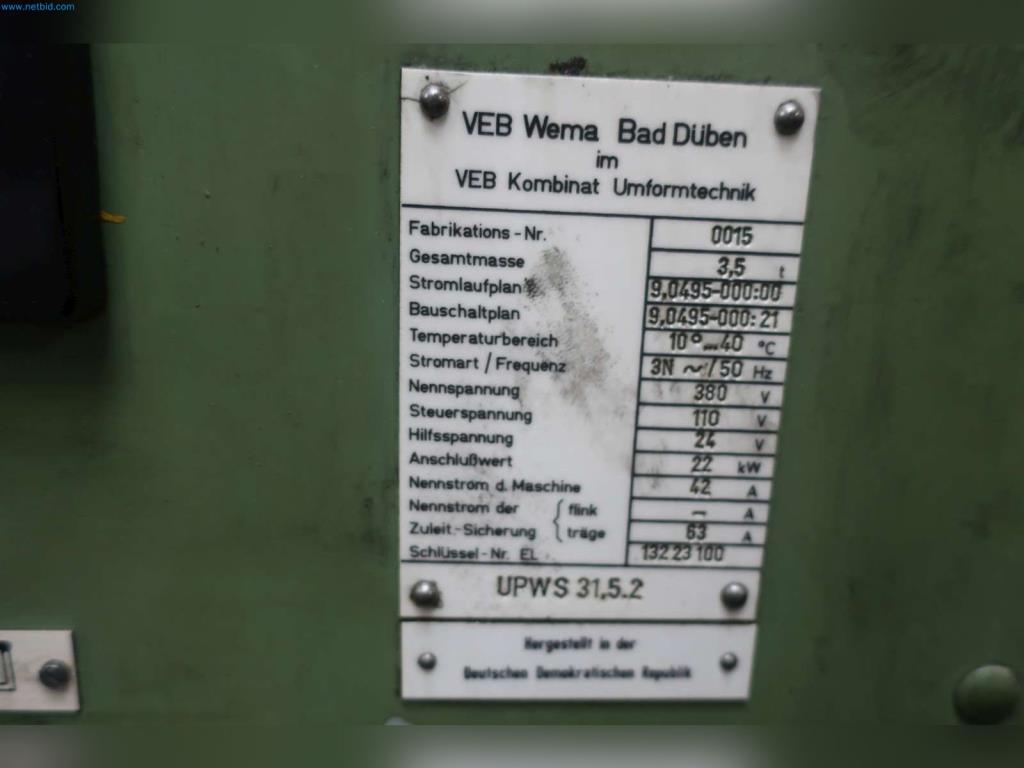 www.netbid.com
VEB Wema Bad Düben
im
VEB Kombinat Umformtechnik
Fabrikations-Nr. 0015
Gesamtmasse 3,5 t
Stromlaufplan 9,0495-000:00
Bauschaltplan 9,0495-000:21
Temperaturbereich 10°...40 °C
Stromart / Frequenz 3N ~/50 Hz
Nennspannung 380 V
Steuerspannung 110 V
Hilfsspannung 24 V
Anschlußwert 22 kW
Nennstrom d. Maschine 42 A
Nennstrom der { flink – A
Zuleit.-Sicherung { träge 63 A
Schlüssel-Nr. EL 132 23 100
UPWS 31,5.2
Hergestellt in der
Deutschen Demokratischen Republik